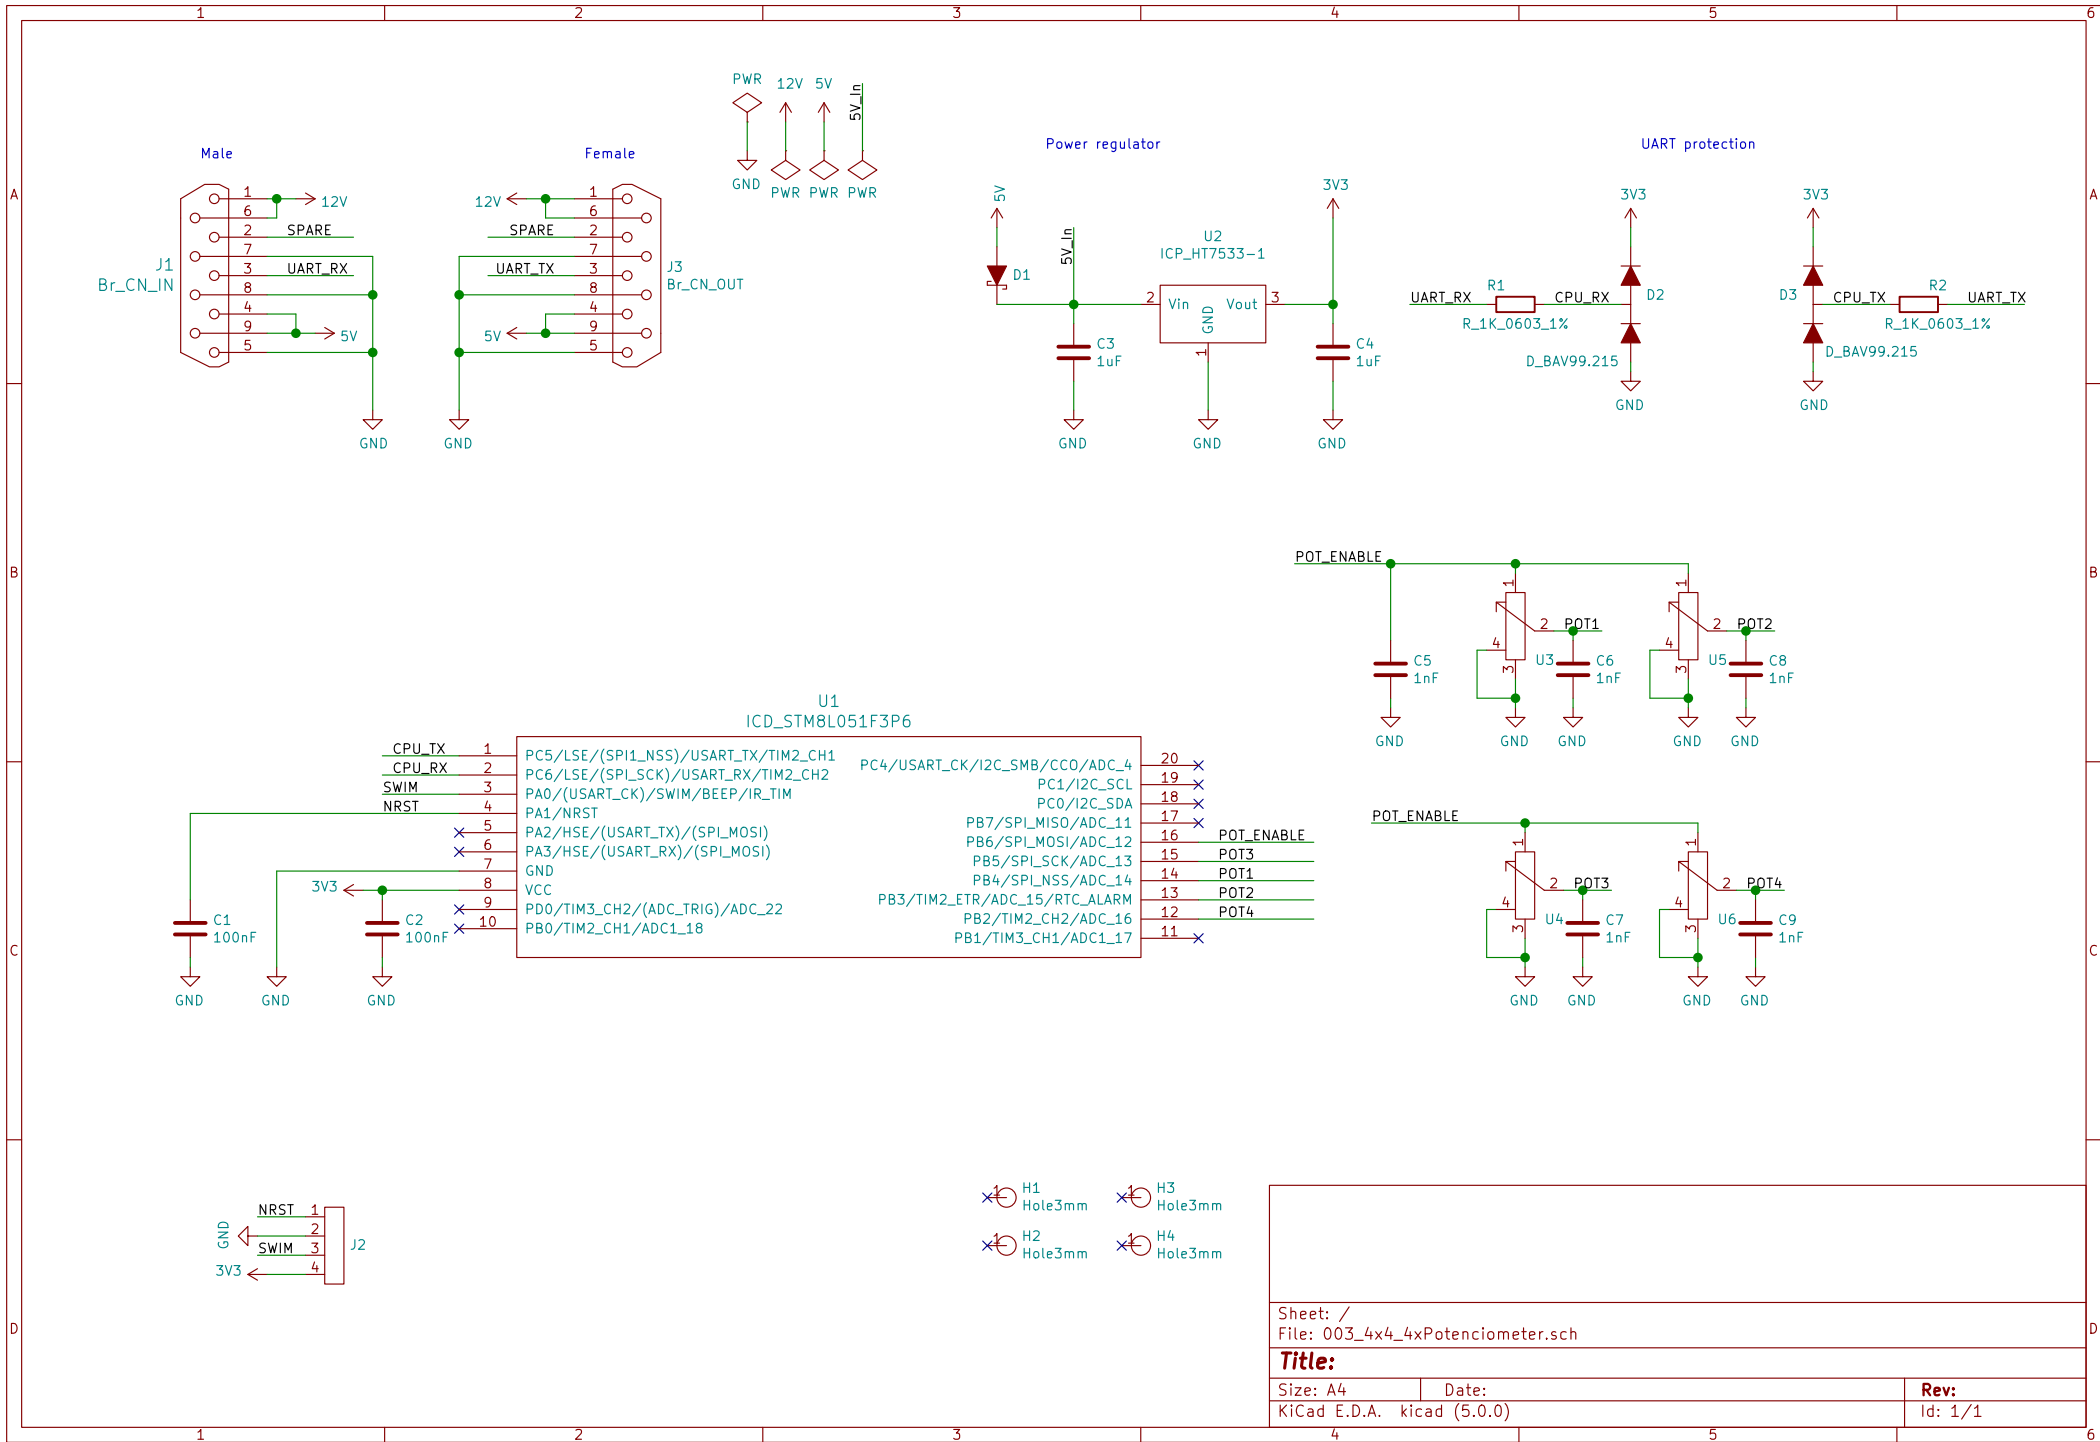 1 2 3 4 5 6
A
B
C
D
A
B
C
D
1 2 3 4 5 6
Male
J1
Br_CN_IN
1
6
2
7
3
8
4
9
5
12V
SPARE
UART_RX
5V
GND
Female
12V
SPARE
UART_TX
5V
GND
1
6
2
7
3
8
4
9
5
J3
Br_CN_OUT
PWR
GND
12V
PWR
5V
PWR
5V_In
PWR
Power regulator
5V
D1
5V_In
C3
1uF
GND
U2
ICP_HT7533-1
2
Vin
GND
Vout
3
1
GND
3V3
C4
1uF
GND
UART protection
UART_RX
R1
R_1K_0603_1%
CPU_RX
3V3
D2
D_BAV99.215
GND
3V3
D3
D_BAV99.215
GND
CPU_TX
R2
R_1K_0603_1%
UART_TX
POT_ENABLE
C5
1nF
GND
1
2
4
3
U3
POT1
GND
C6
1nF
GND
1
2
4
3
U5
POT2
GND
C8
1nF
GND
POT_ENABLE
1
2
4
3
U4
POT3
GND
C7
1nF
GND
1
2
4
3
U6
POT4
GND
C9
1nF
GND
U1
ICD_STM8L051F3P6
CPU_TX 1 PC5/LSE/(SPI1_NSS)/USART_TX/TIM2_CH1
CPU_RX 2 PC6/LSE/(SPI_SCK)/USART_RX/TIM2_CH2
SWIM 3 PA0/(USART_CK)/SWIM/BEEP/IR_TIM
NRST 4 PA1/NRST
5 PA2/HSE/(USART_TX)/(SPI_MOSI)
6 PA3/HSE/(USART_RX)/(SPI_MOSI)
7 GND
3V3 8 VCC
9 PD0/TIM3_CH2/(ADC_TRIG)/ADC_22
10 PB0/TIM2_CH1/ADC1_18
PC4/USART_CK/I2C_SMB/CCO/ADC_4 20
PC1/I2C_SCL 19
PC0/I2C_SDA 18
PB7/SPI_MISO/ADC_11 17
PB6/SPI_MOSI/ADC_12 16 POT_ENABLE
PB5/SPI_SCK/ADC_13 15 POT3
PB4/SPI_NSS/ADC_14 14 POT1
PB3/TIM2_ETR/ADC_15/RTC_ALARM 13 POT2
PB2/TIM2_CH2/ADC_16 12 POT4
PB1/TIM3_CH1/ADC1_17 11
C1
100nF
GND
GND
C2
100nF
GND
NRST 1
GND 2
SWIM 3
3V3 4
J2
1 H1
Hole3mm
1 H2
Hole3mm
1 H3
Hole3mm
1 H4
Hole3mm
Sheet: /
File: 003_4x4_4xPotenciometer.sch
Title:
Size: A4 Date: Rev:
KiCad E.D.A. kicad (5.0.0) Id: 1/1